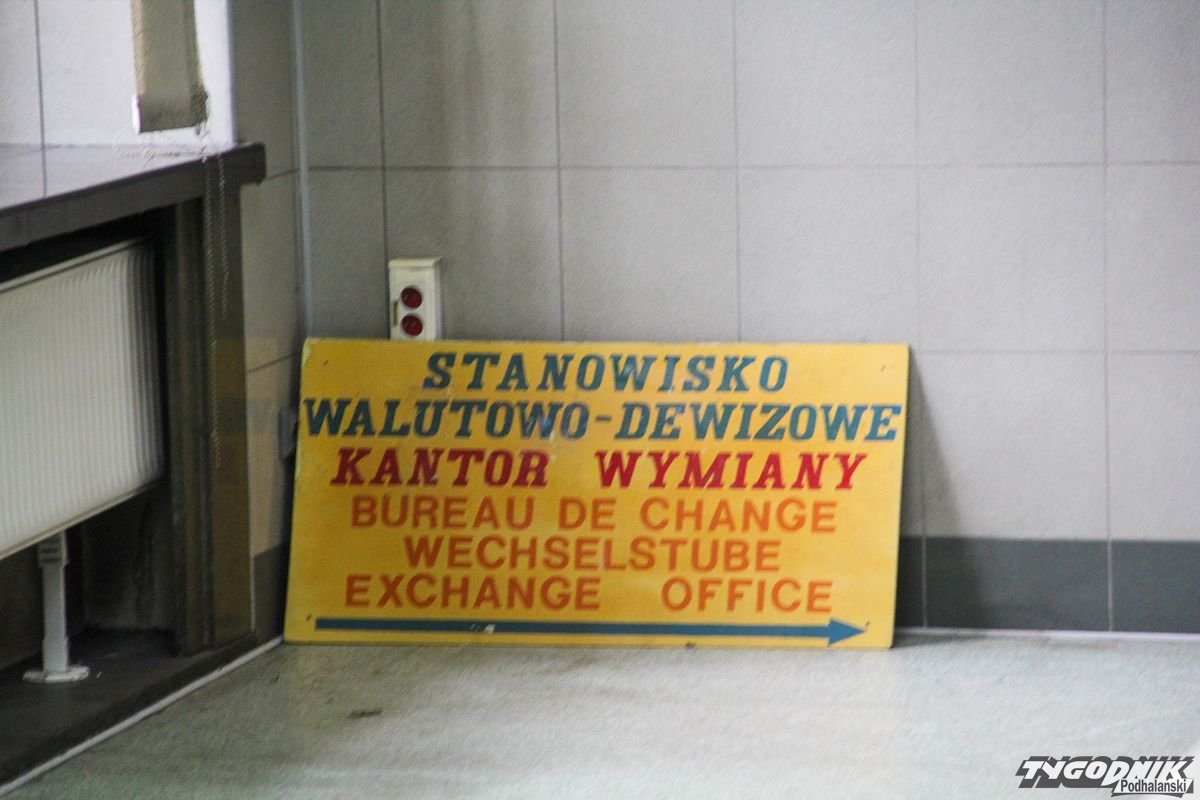 STANOWISKO
WALUTOWO-DEWIZOWE
KANTOR WYMIANY
BUREAU DE CHANGE
WECHSELSTUBE
EXCHANGE OFFICE
TYGODNIK
Podhalański